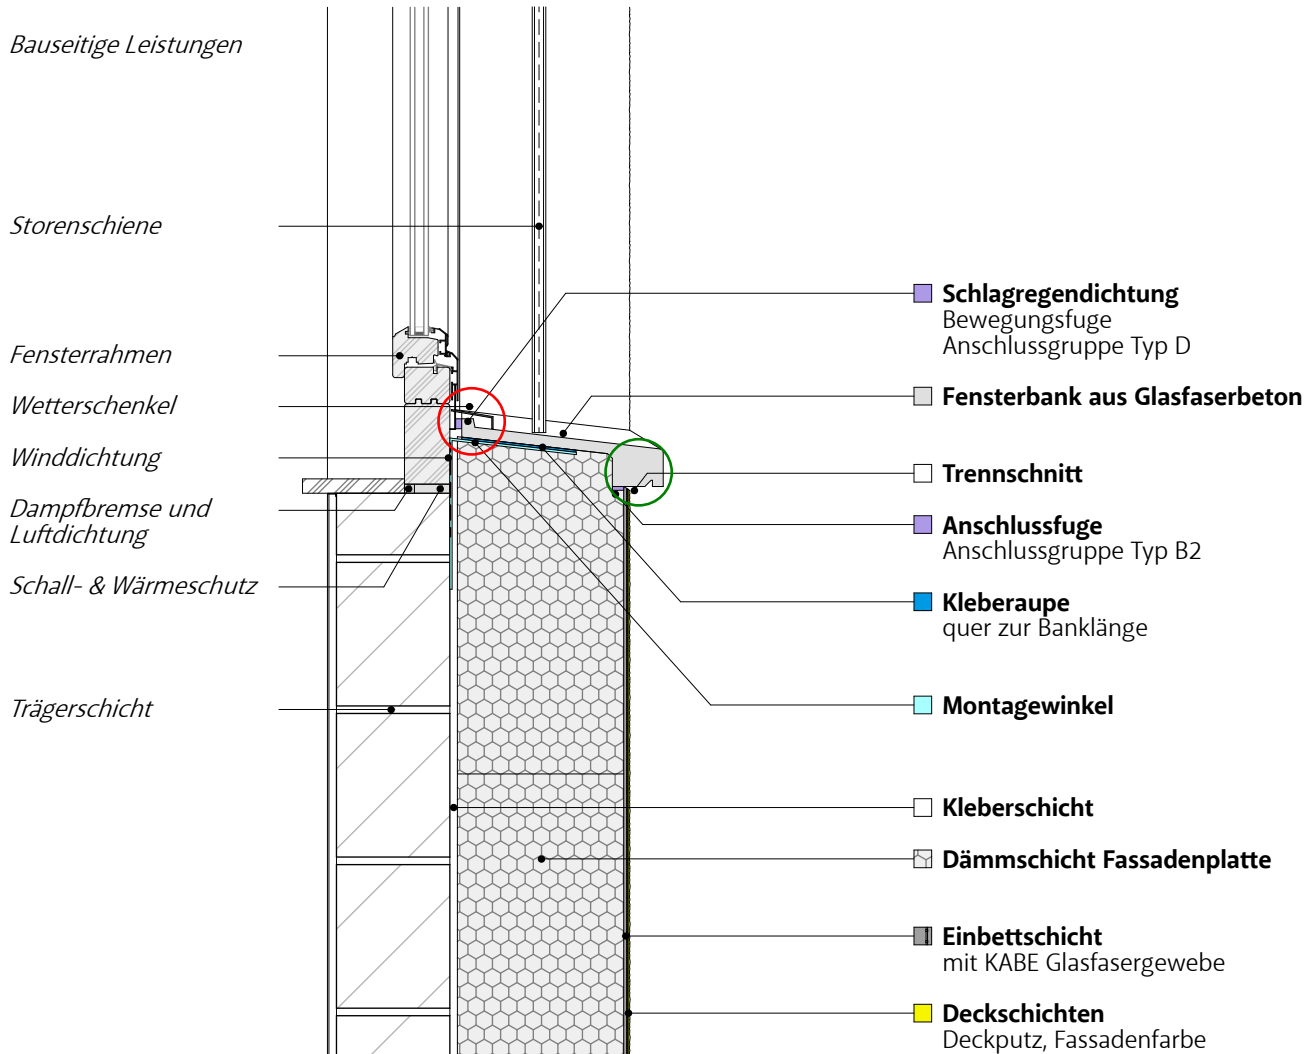 Bauseitige Leistungen
Storenschiene
Fensterrahmen
Wetterschenkel
Winddichtung
Dampfbremse und
Luftdichtung
Schall- & Wärmeschutz
Trägerschicht
Schlagregendichtung
Bewegungsfuge
Anschlussgruppe Typ D
Fensterbank aus Glasfaserbeton
Trennschnitt
Anschlussfuge
Anschlussgruppe Typ B2
Kleberaupe
quer zur Banklänge
Montagewinkel
Kleberschicht
Dämmschicht Fassadenplatte
Einbettschicht
mit KABE Glasfasergewebe
Deckschichten
Deckputz, Fassadenfarbe